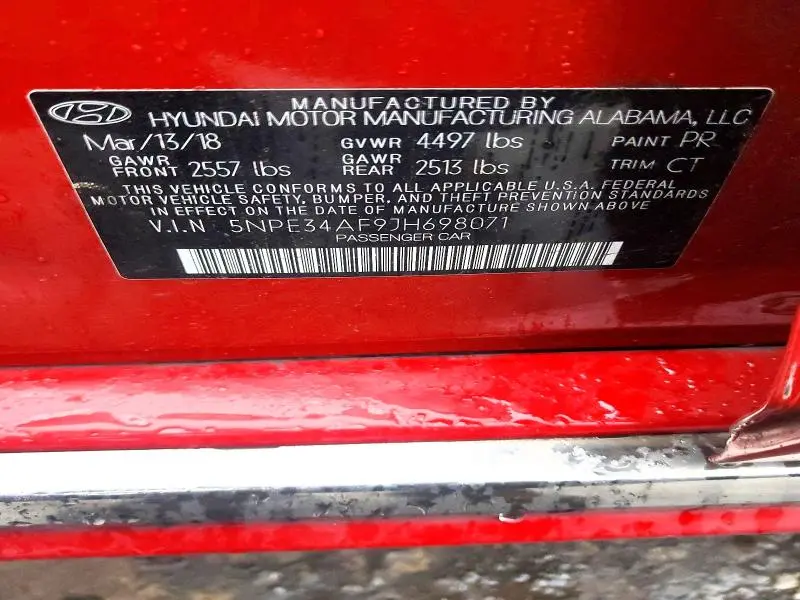 MANUFACTURED BY
HYUNDAI MOTOR MANUFACTURING ALABAMA, LLC
Mar/13/18 GVWR 4497 lbs PAINT PR
GAWR FRONT 2557 lbs GAWR REAR 2513 lbs TRIM CT
THIS VEHICLE CONFORMS TO ALL APPLICABLE U.S.A. FEDERAL
MOTOR VEHICLE SAFETY, BUMPER, AND THEFT PREVENTION STANDARDS
IN EFFECT ON THE DATE OF MANUFACTURE SHOWN ABOVE
V.I.N 5NPE34AF9JH698071
PASSENGER CAR